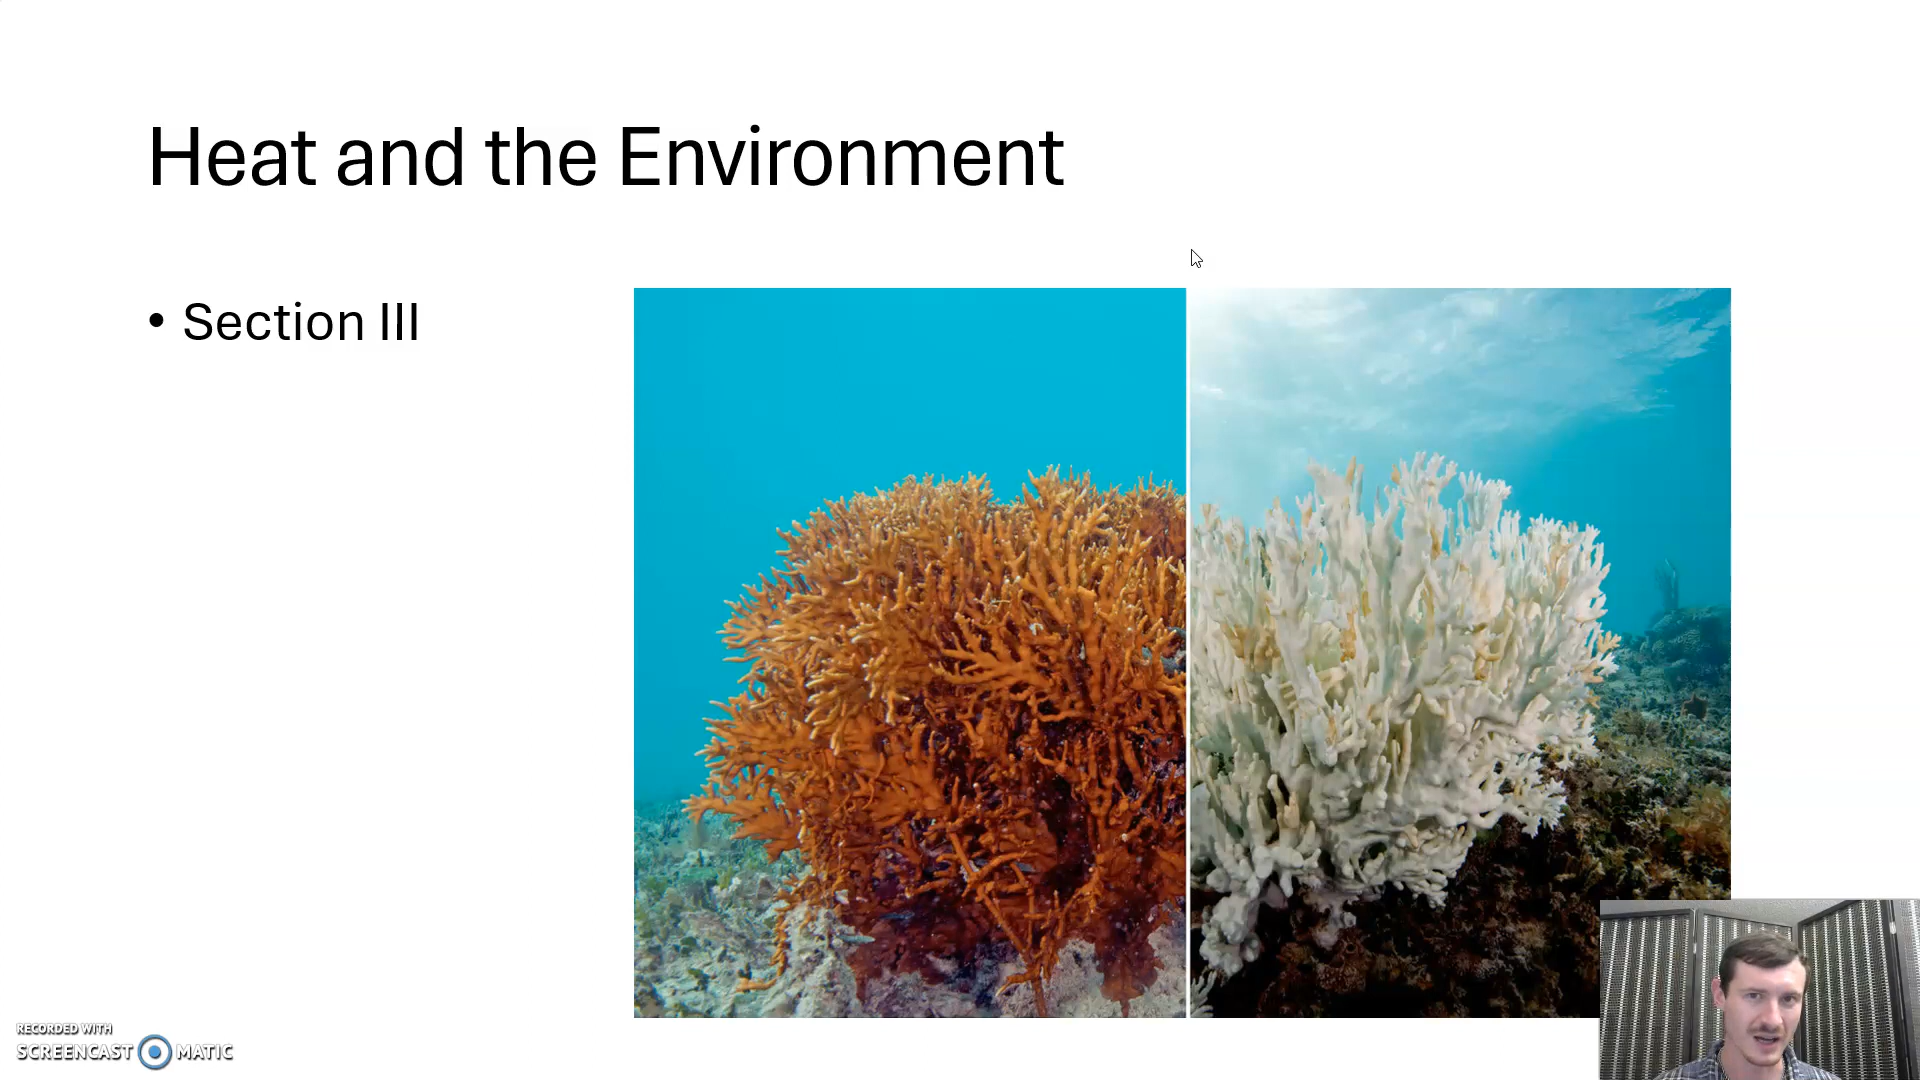 Heat and the Environment
• Section III
RECORDED WITH
SCREENCAST MATIC